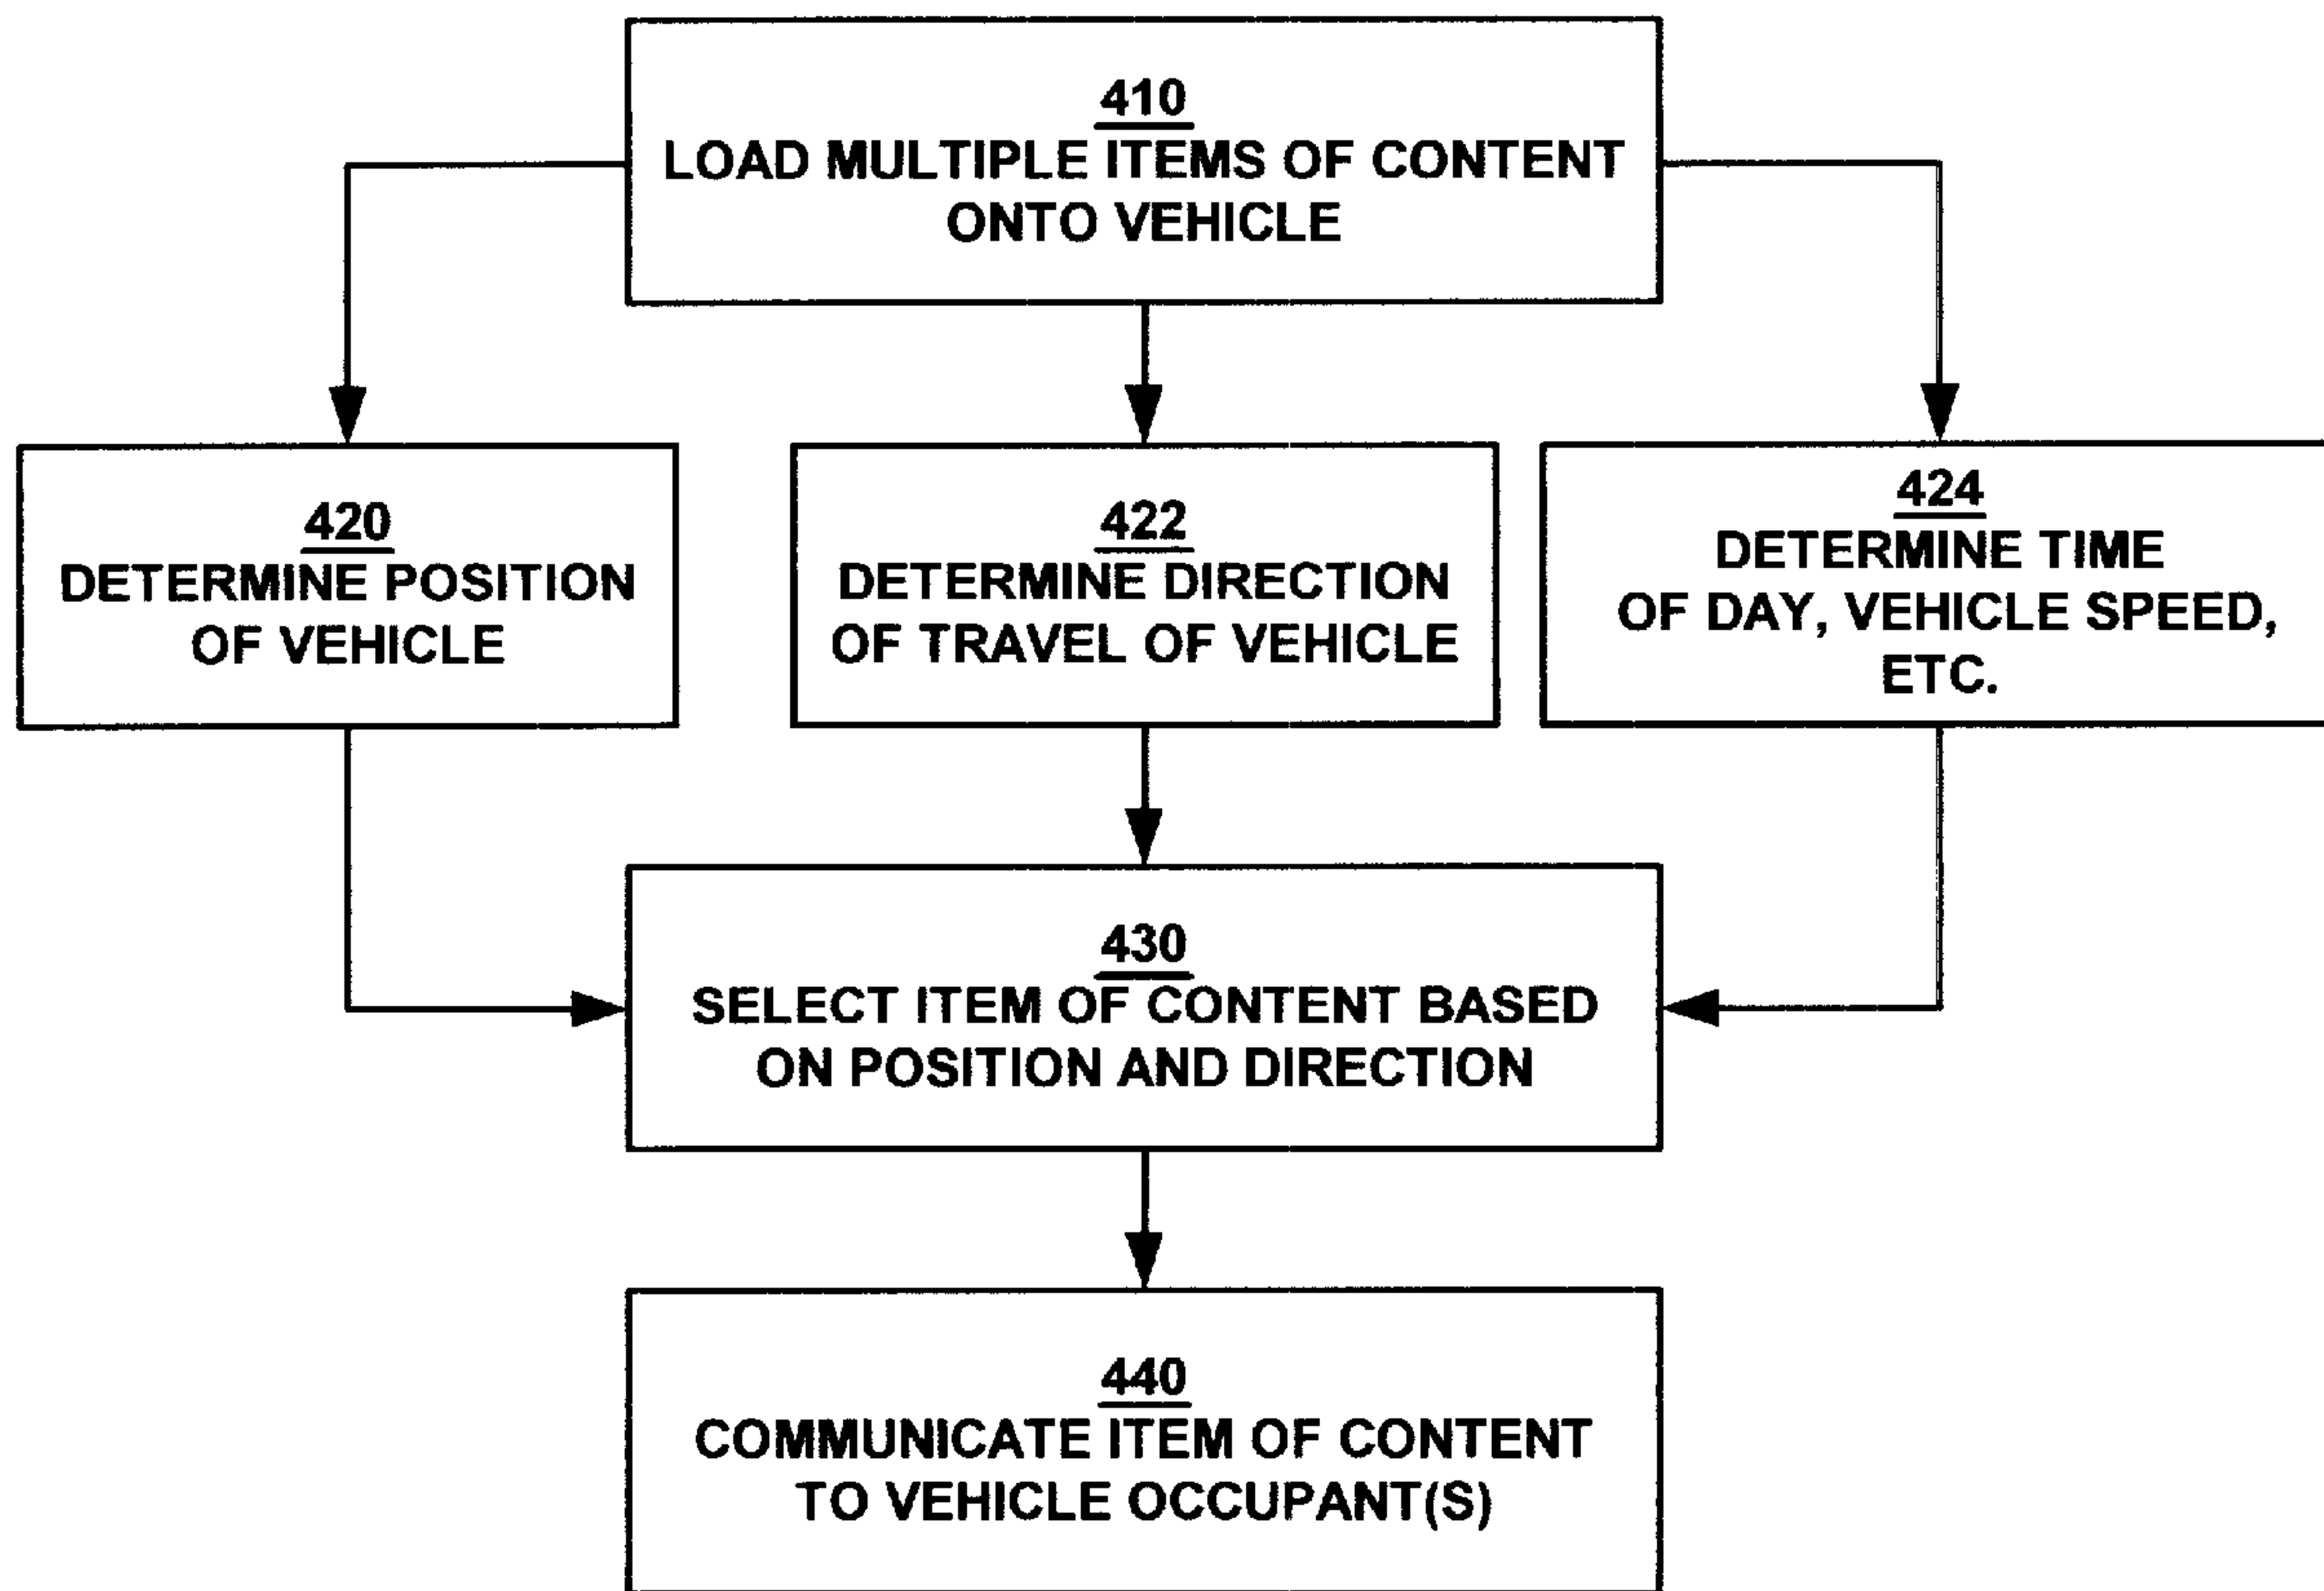 410
LOAD MULTIPLE ITEMS OF CONTENT
ONTO VEHICLE
420
DETERMINE POSITION
OF VEHICLE
422
DETERMINE DIRECTION
OF TRAVEL OF VEHICLE
424
DETERMINE TIME
OF DAY, VEHICLE SPEED,
ETC.
430
SELECT ITEM OF CONTENT BASED
ON POSITION AND DIRECTION
440
COMMUNICATE ITEM OF CONTENT
TO VEHICLE OCCUPANT(S)